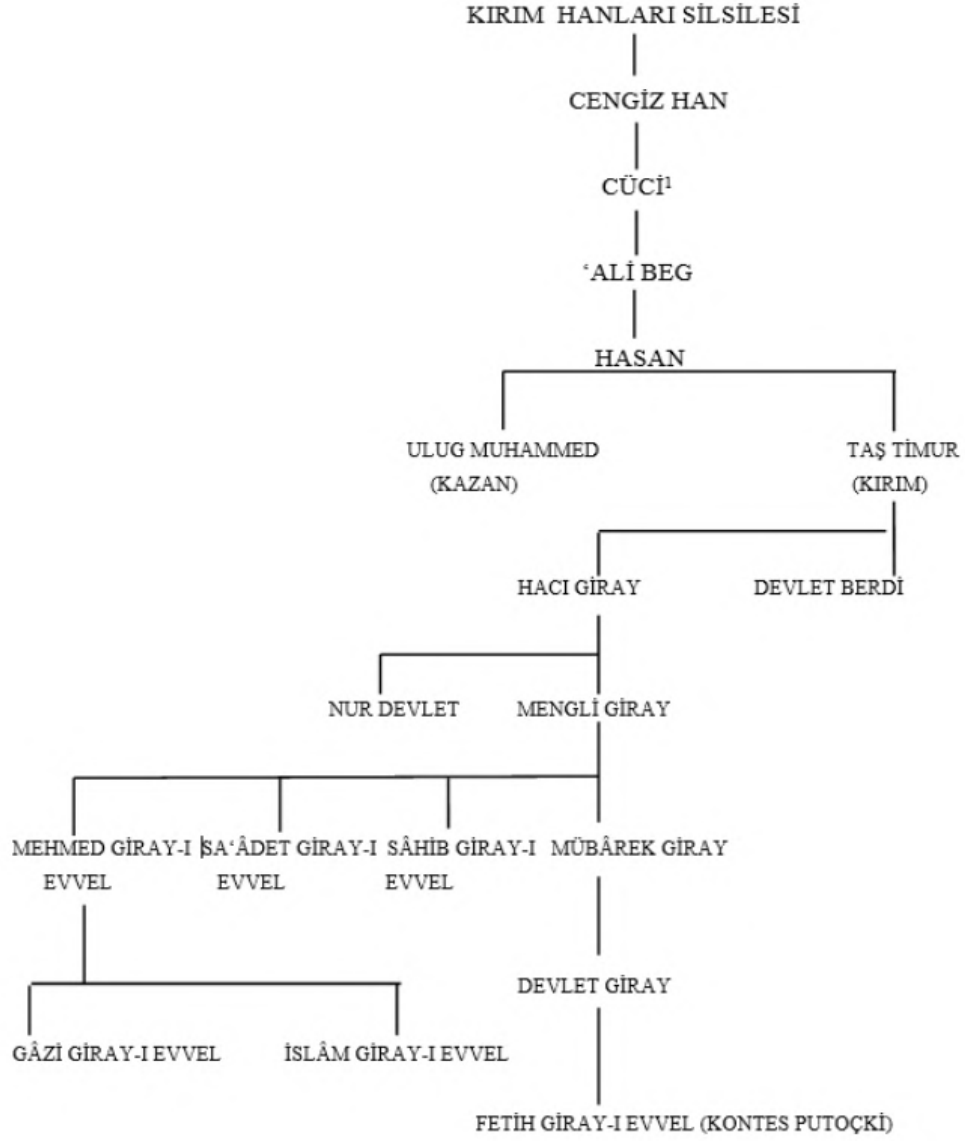 KIRIM HANLARI SİLSİLESİ
CENGİZ HAN
CÜCİ¹
‘ALİ BEG
HASAN
ULUG MUHAMMED
(KAZAN)
TAŞ TİMUR
(KIRIM)
HACI GİRAY
DEVLET BERDİ
NUR DEVLET
MENGLİ GİRAY
MEHMED GİRAY-I
EVVEL
SA‘ÂDET GİRAY-I
EVVEL
SÂHİB GİRAY-I
EVVEL
MÜBÂREK GİRAY
DEVLET GİRAY
GÂZİ GİRAY-I EVVEL
İSLÂM GİRAY-I EVVEL
FETİH GİRAY-I EVVEL (KONTES PUTOÇKİ)